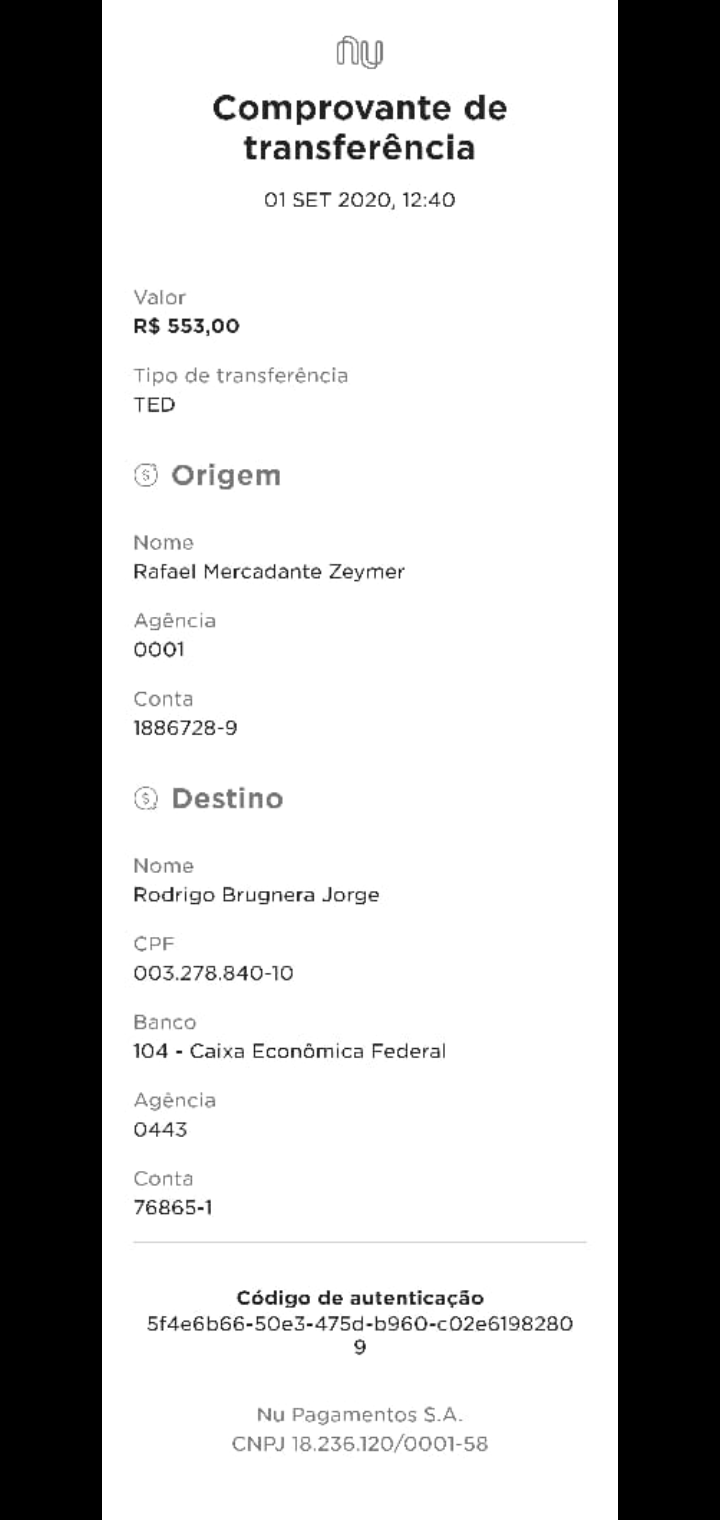 nu
Comprovante de
transferência
01 SET 2020, 12:40
Valor
R$ 553,00
Tipo de transferência
TED
Origem
Nome
Rafael Mercadante Zeymer
Agência
0001
Conta
1886728-9
Destino
Nome
Rodrigo Brugnera Jorge
CPF
003.278.840-10
Banco
104 - Caixa Econômica Federal
Agência
0443
Conta
76865-1
Código de autenticação
5f4e6b66-50e3-475d-b960-c02e6198280
9
Nu Pagamentos S.A.
CNPJ 18.236.120/0001-58